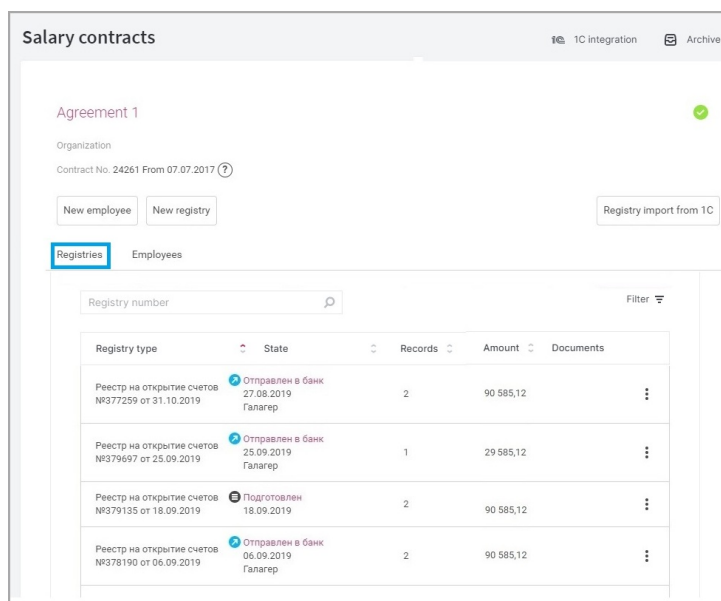 Salary contracts
1C integration
Archive
Agreement 1
Organization
Contract No. 24261 From 07.07.2017 ?
New employee
New registry
Registry import from 1C
Registries
Employees
Registry number
Filter
Registry type
State
Records
Amount
Documents
Реестр на открытие счетов
№377259 от 31.10.2019
Отправлен в банк
27.08.2019
Галагер
2
90 585,12
Реестр на открытие счетов
№379697 от 25.09.2019
Отправлен в банк
25.09.2019
Галагер
1
29 585,12
Реестр на открытие счетов
№379135 от 18.09.2019
Подготовлен
18.09.2019
2
90 585,12
Реестр на открытие счетов
№378190 от 06.09.2019
Отправлен в банк
06.09.2019
Галагер
2
90 585,12